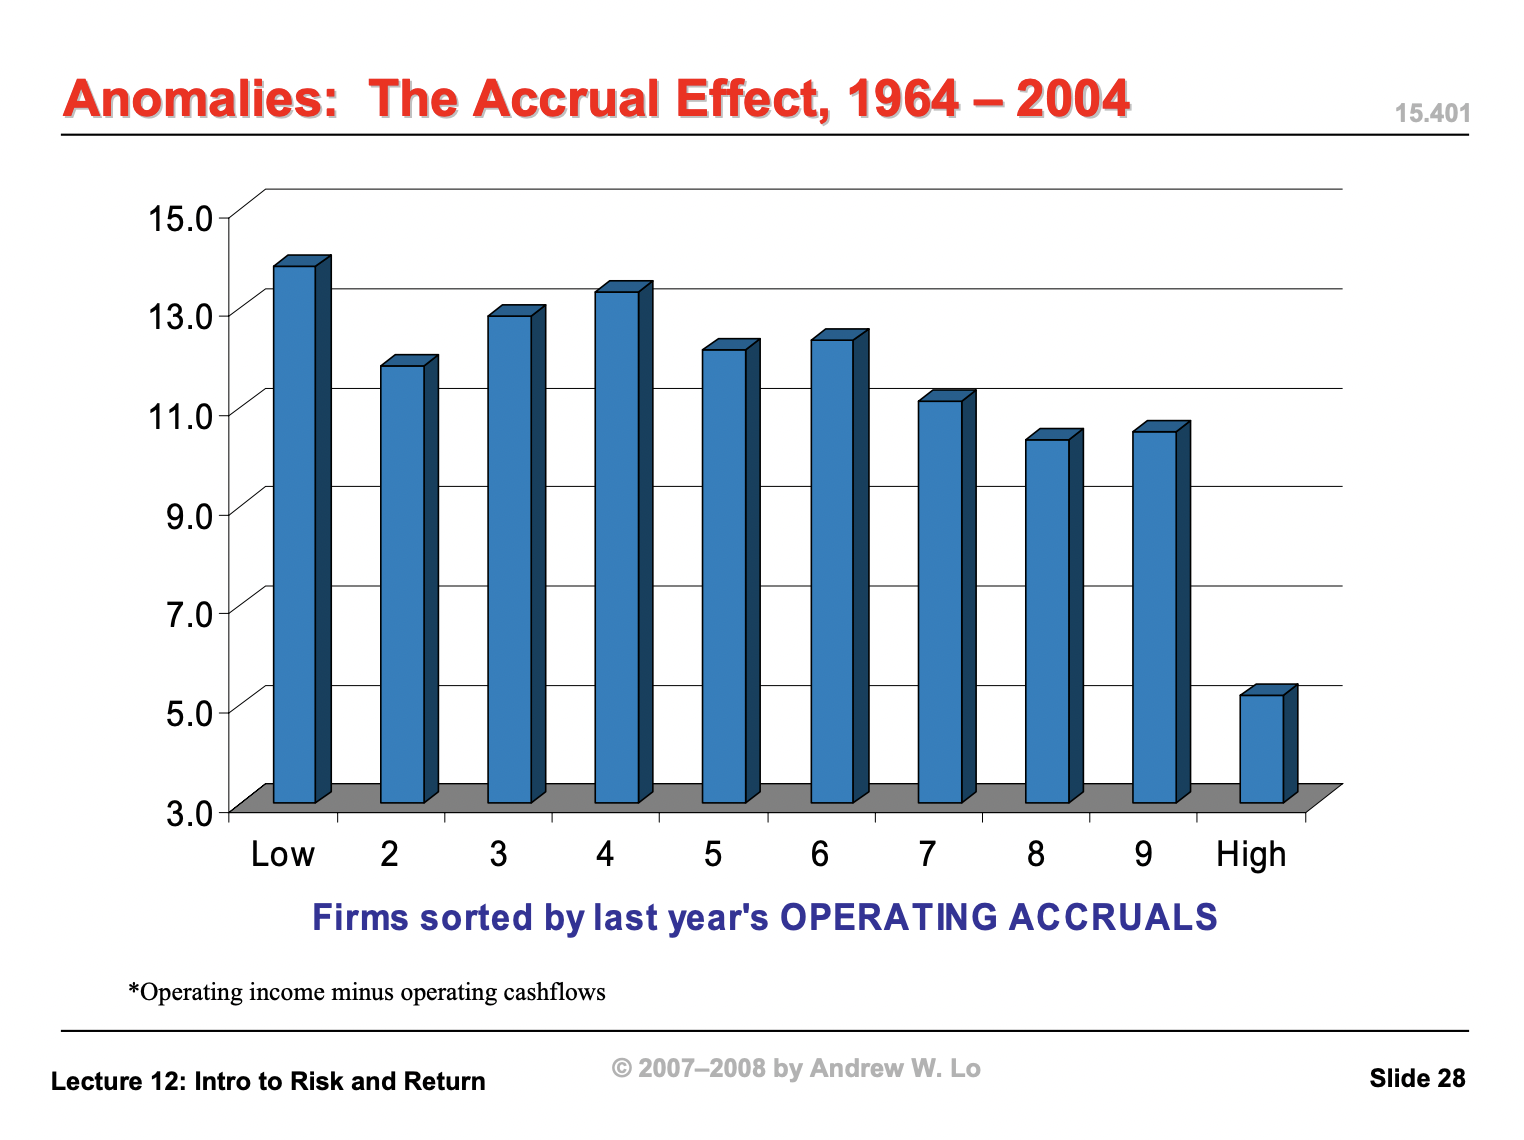 Anomalies: The Accrual Effect, 1964 – 2004
15.401
15.0
13.0
11.0
9.0
7.0
5.0
3.0
Low 2 3 4 5 6 7 8 9 High
Firms sorted by last year's OPERATING ACCRUALS
*Operating income minus operating cashflows
Lecture 12: Intro to Risk and Return
© 2007–2008 by Andrew W. Lo
Slide 28